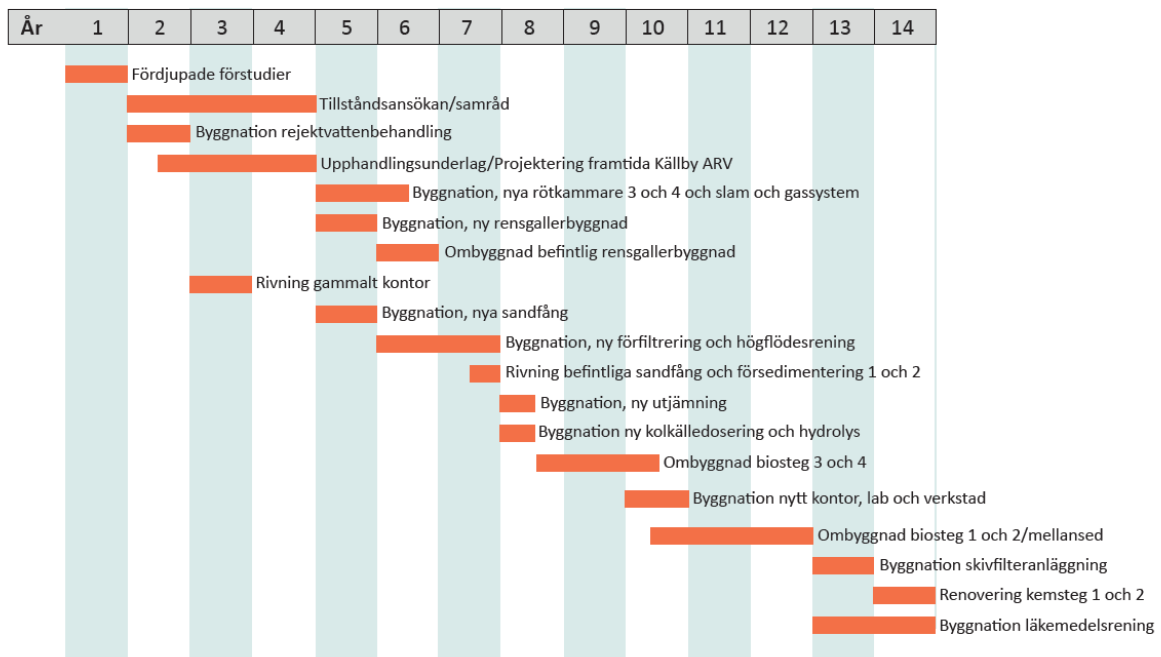 År 1 2 3 4 5 6 7 8 9 10 11 12 13 14
Fördjupade förstudier
Tillståndsansökan/samråd
Byggnation rejektvattenbehandling
Upphandlingsunderlag/Projektering framtida Källby ARV
Byggnation, nya rötkammare 3 och 4 och slam och gassystem
Byggnation, ny rensgallerbyggnad
Ombyggnad befintlig rensgallerbyggnad
Rivning gammalt kontor
Byggnation, nya sandfång
Byggnation, ny förfiltrering och högflödesrening
Rivning befintliga sandfång och försedimentering 1 och 2
Byggnation, ny utjämning
Byggnation ny kolkälledosering och hydrolys
Ombyggnad biosteg 3 och 4
Byggnation nytt kontor, lab och verkstad
Ombyggnad biosteg 1 och 2/mellansed
Byggnation skivfilteranläggning
Renovering kemsteg 1 och 2
Byggnation läkemedelsrening